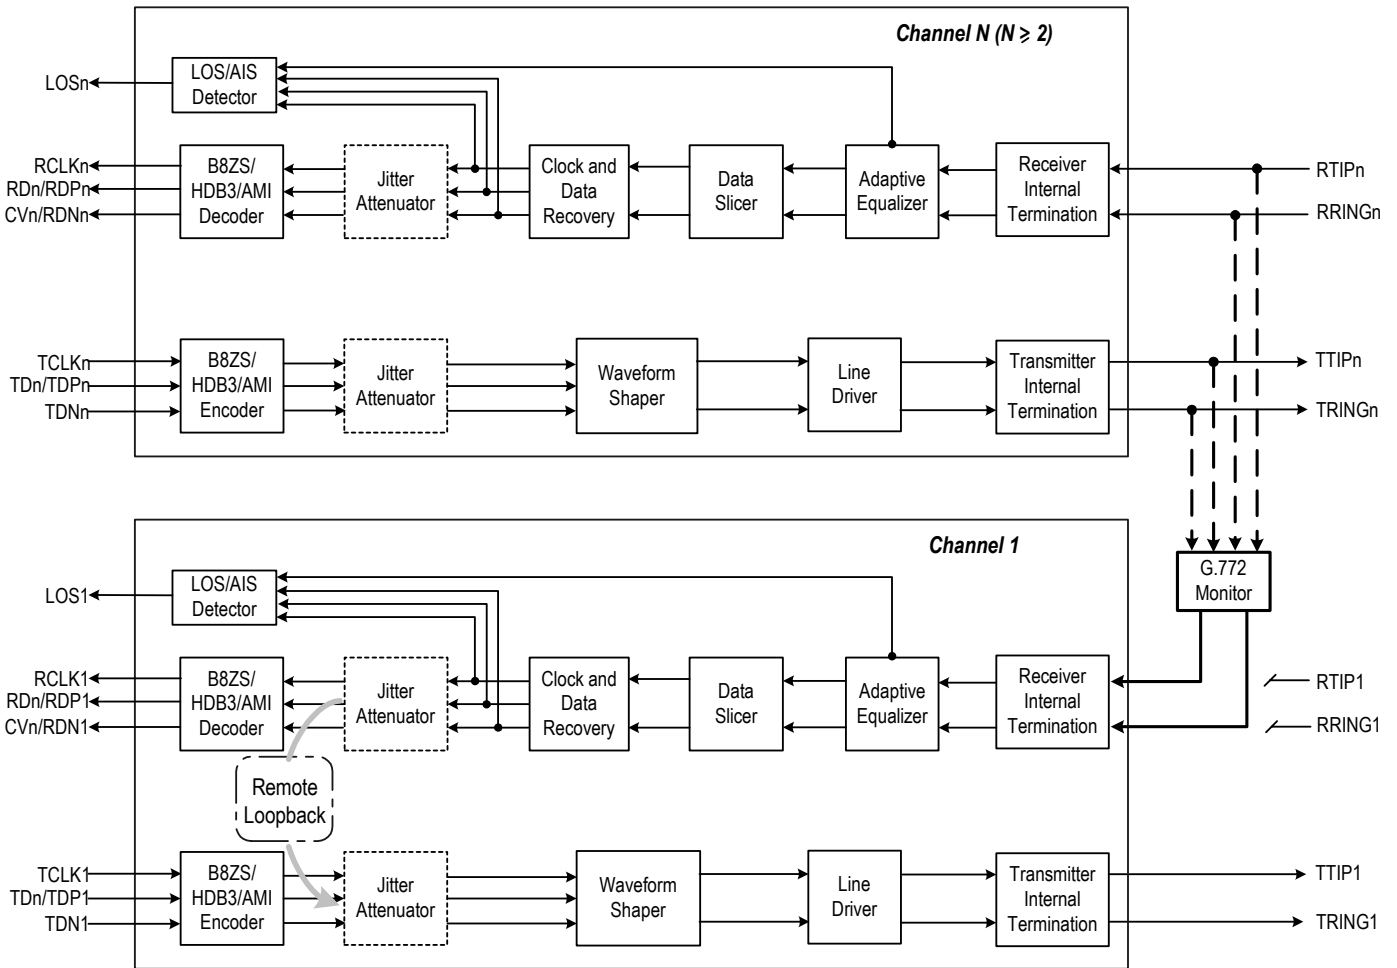 Channel N (N ⩾ 2)
LOSn
LOS/AIS
Detector
RCLKn
RDn/RDPn
CVn/RDNn
B8ZS/
HDB3/AMI
Decoder
Jitter
Attenuator
Clock and
Data
Recovery
Data
Slicer
Adaptive
Equalizer
Receiver
Internal
Termination
RTIPn
RRINGn
TCLKn
TDn/TDPn
TDNn
B8ZS/
HDB3/AMI
Encoder
Jitter
Attenuator
Waveform
Shaper
Line
Driver
Transmitter
Internal
Termination
TTIPn
TRINGn
Channel 1
G.772
Monitor
LOS1
LOS/AIS
Detector
RCLK1
RDn/RDP1
CVn/RDN1
B8ZS/
HDB3/AMI
Decoder
Jitter
Attenuator
Clock and
Data
Recovery
Data
Slicer
Adaptive
Equalizer
Receiver
Internal
Termination
RTIP1
RRING1
Remote
Loopback
TCLK1
TDn/TDP1
TDN1
B8ZS/
HDB3/AMI
Encoder
Jitter
Attenuator
Waveform
Shaper
Line
Driver
Transmitter
Internal
Termination
TTIP1
TRING1